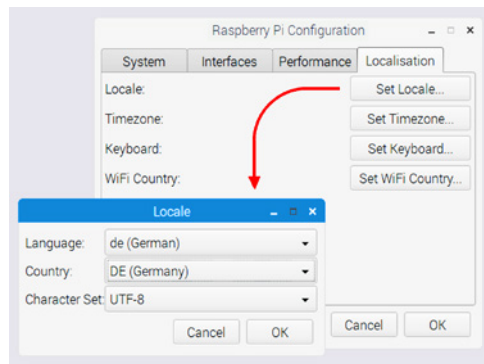 Raspberry Pi Configuration
System Interfaces Performance Localisation
Locale: Set Locale...
Timezone: Set Timezone...
Keyboard: Set Keyboard...
WiFi Country: Set WiFi Country...
Locale
Language: de (German)
Country: DE (Germany)
Character Set: UTF-8
Cancel OK
Cancel OK